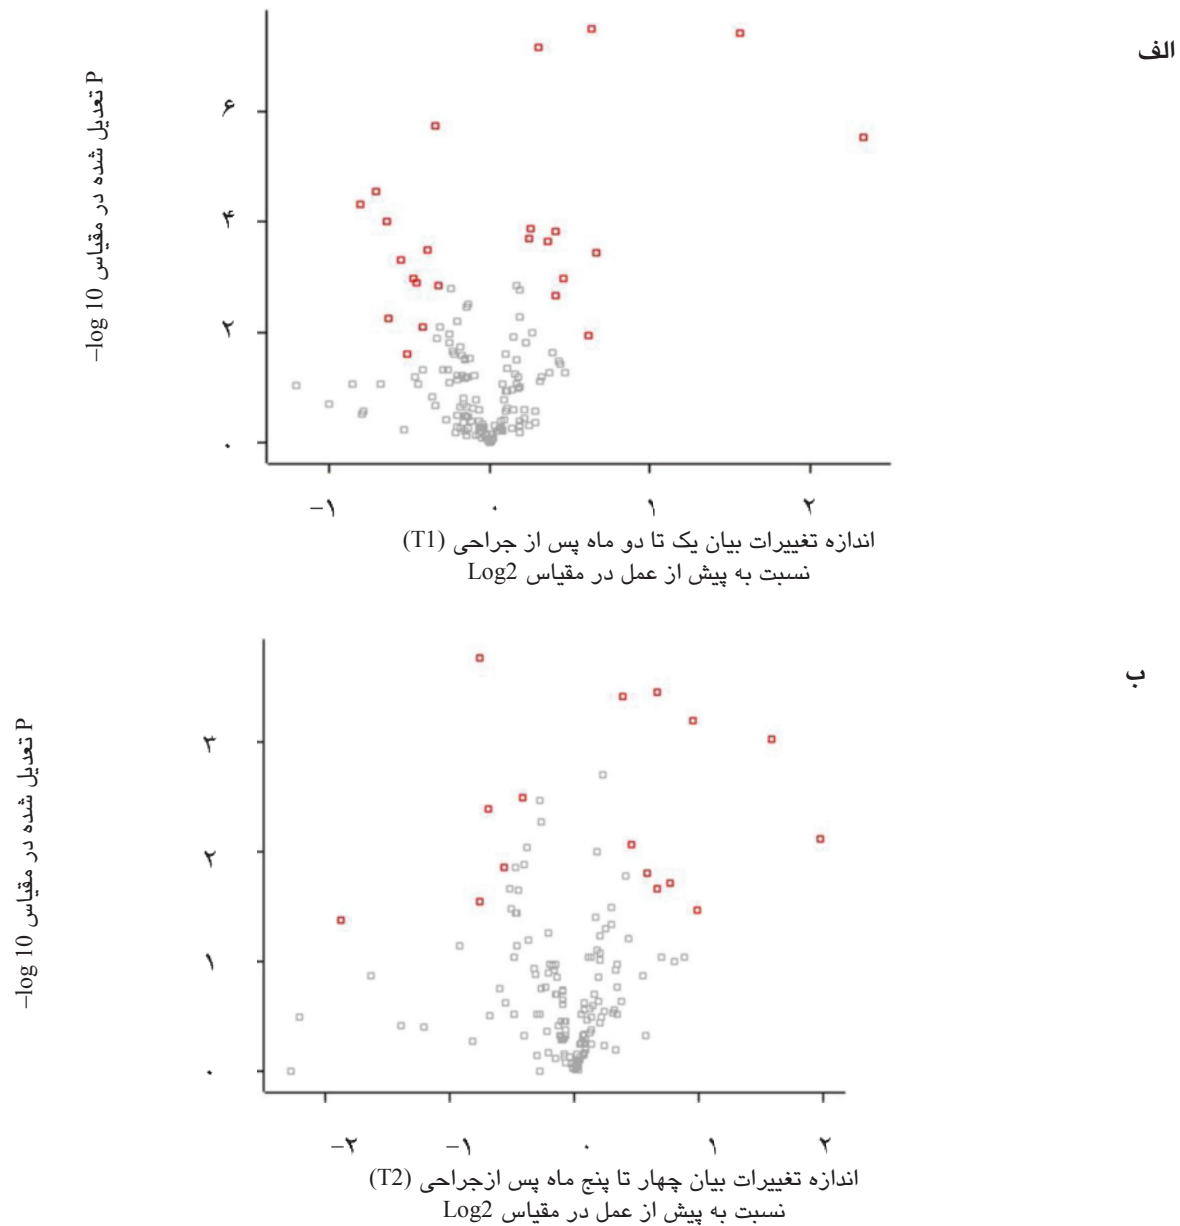 الف
P تعدیل شده در مقیاس –log 10
۶
۴
۲
۰
–۱ ۰ ۱ ۲
اندازه تغییرات بیان یک تا دو ماه پس از جراحی (T1)
نسبت به پیش از عمل در مقیاس Log2
ب
P تعدیل شده در مقیاس –log 10
۳
۲
۱
۰
–۲ –۱ ۰ ۱ ۲
اندازه تغییرات بیان چهار تا پنج ماه پس ازجراحی (T2)
نسبت به پیش از عمل در مقیاس Log2